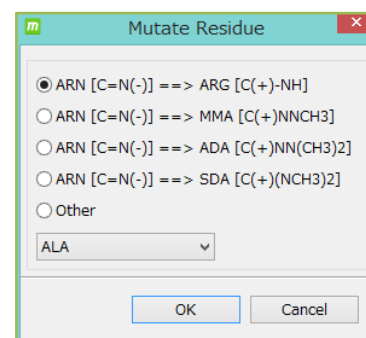 m Mutate Residue ×
ARN [C=N(-)] ==> ARG [C(+)-NH]
ARN [C=N(-)] ==> MMA [C(+)NNCH3]
ARN [C=N(-)] ==> ADA [C(+)NN(CH3)2]
ARN [C=N(-)] ==> SDA [C(+)(NCH3)2]
Other
ALA
OK Cancel